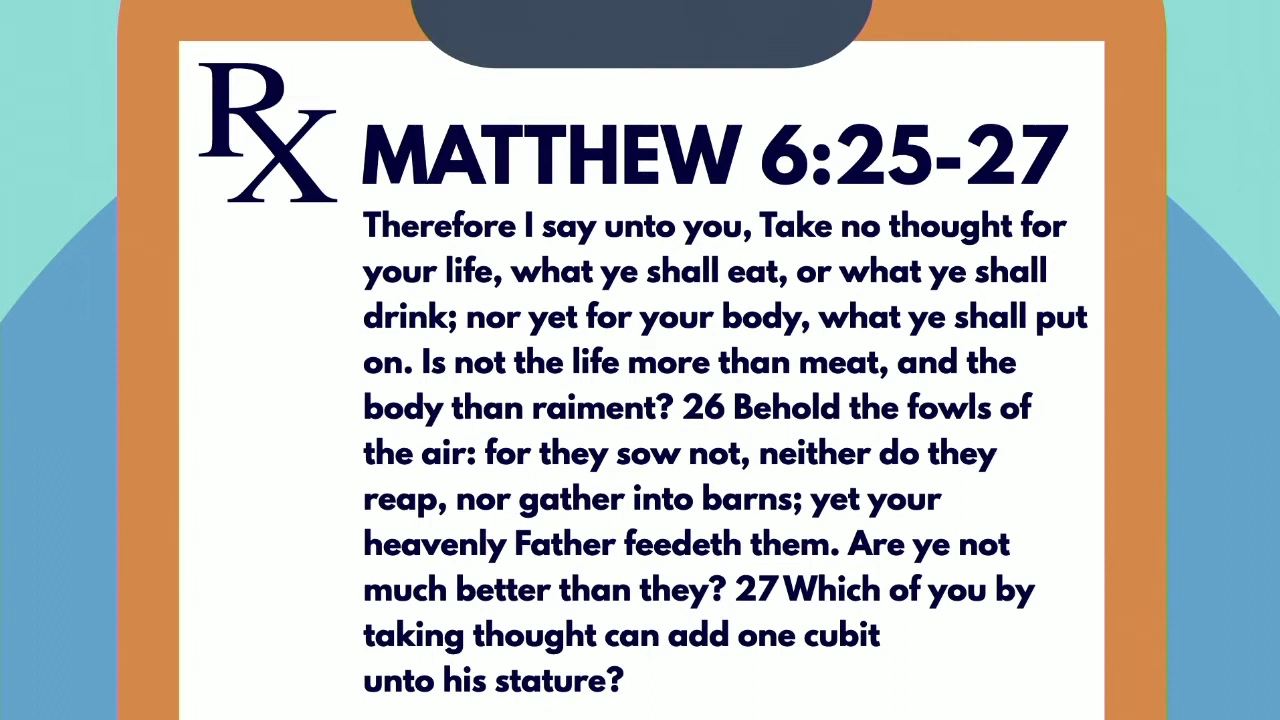 Rx
MATTHEW 6:25-27
Therefore I say unto you, Take no thought for
your life, what ye shall eat, or what ye shall
drink; nor yet for your body, what ye shall put
on. Is not the life more than meat, and the
body than raiment? 26 Behold the fowls of
the air: for they sow not, neither do they
reap, nor gather into barns; yet your
heavenly Father feedeth them. Are ye not
much better than they? 27 Which of you by
taking thought can add one cubit
unto his stature?